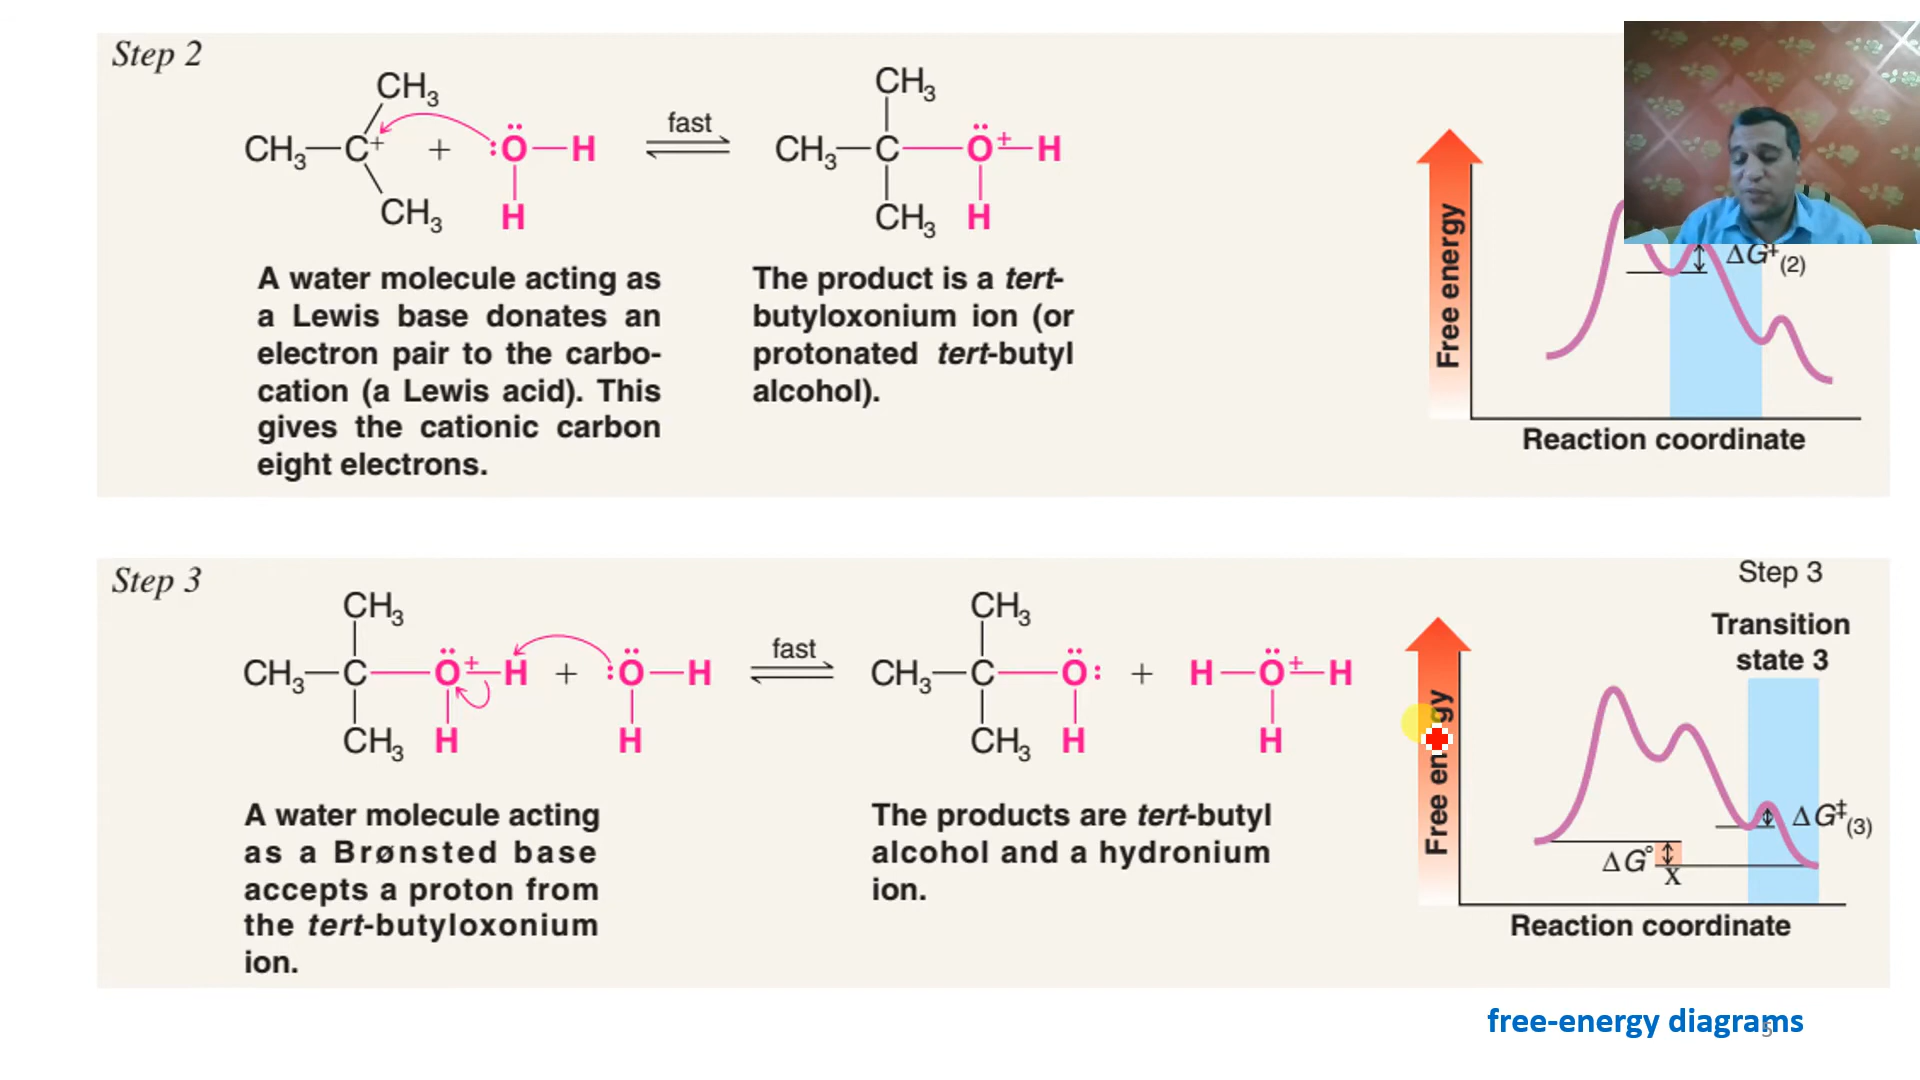 Step 2
CH3
CH3—C+ + :Ö—H
fast
CH3
H
CH3
CH3—C—Ö+—H
CH3 H
A water molecule acting as
a Lewis base donates an
electron pair to the carbo-
cation (a Lewis acid). This
gives the cationic carbon
eight electrons.
The product is a tert-
butyloxonium ion (or
protonated tert-butyl
alcohol).
Free energy
ΔG‡(2)
Reaction coordinate
Step 3
CH3
CH3—C—Ö+—H + :Ö—H
CH3 H
H
fast
CH3
CH3—C—Ö: + H—Ö+—H
CH3 H
H
A water molecule acting
as a Brønsted base
accepts a proton from
the tert-butyloxonium
ion.
The products are tert-butyl
alcohol and a hydronium
ion.
Step 3
Transition
state 3
Free energy
ΔG‡(3)
ΔG°
X
Reaction coordinate
free-energy diagrams
5